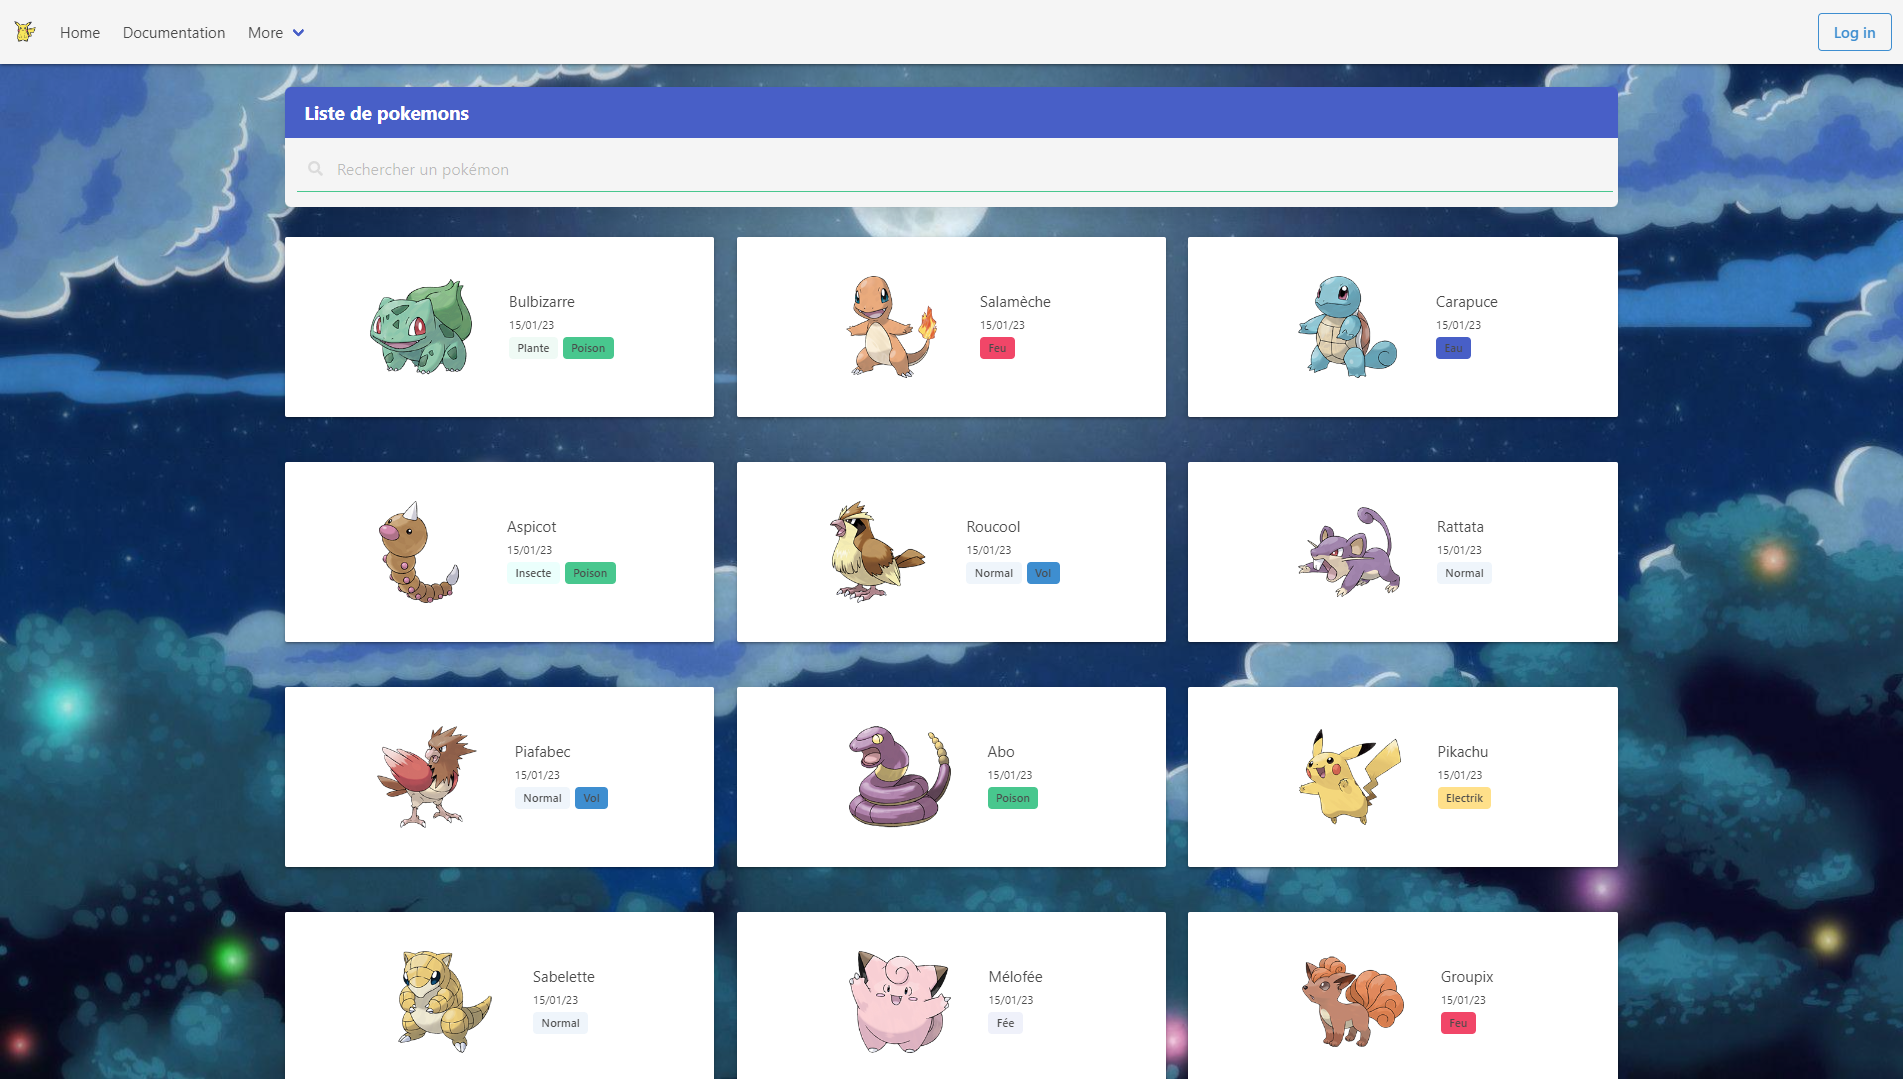 Home Documentation More Log in
Liste de pokemons
Rechercher un pokémon
Bulbizarre
15/01/23
Plante Poison
Salamèche
15/01/23
Feu
Carapuce
15/01/23
Eau
Aspicot
15/01/23
Insecte Poison
Roucool
15/01/23
Normal Vol
Rattata
15/01/23
Normal
Piafabec
15/01/23
Normal Vol
Abo
15/01/23
Poison
Pikachu
15/01/23
Electrik
Sabelette
15/01/23
Normal
Mélofée
15/01/23
Fée
Groupix
15/01/23
Feu